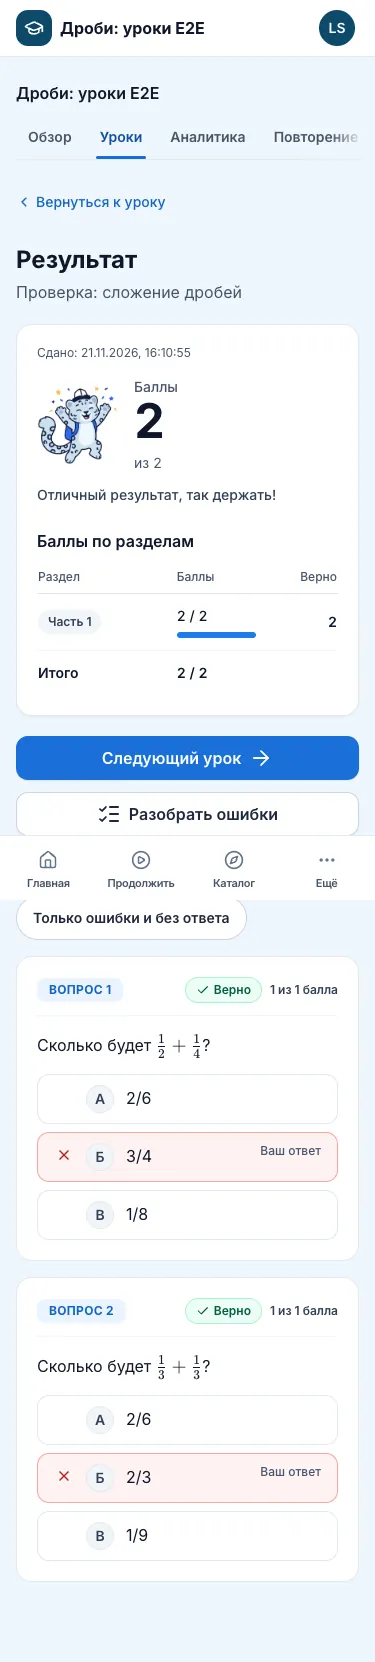 Дроби: уроки E2E
LS
Дроби: уроки E2E
Обзор Уроки Аналитика Повторение
Вернуться к уроку
Результат
Проверка: сложение дробей
Сдано: 21.11.2026, 16:10:55
Баллы
2
из 2
Отличный результат, так держать!
Баллы по разделам
Раздел Баллы Верно
Часть 1 2 / 2 2
Итого 2 / 2
Следующий урок
Разобрать ошибки
Главная Продолжить Каталог Ещё
Только ошибки и без ответа
ВОПРОС 1 Верно 1 из 1 балла
Сколько будет 1/2 + 1/4?
А 2/6
Б 3/4 Ваш ответ
В 1/8
ВОПРОС 2 Верно 1 из 1 балла
Сколько будет 1/3 + 1/3?
А 2/6
Б 2/3 Ваш ответ
В 1/9